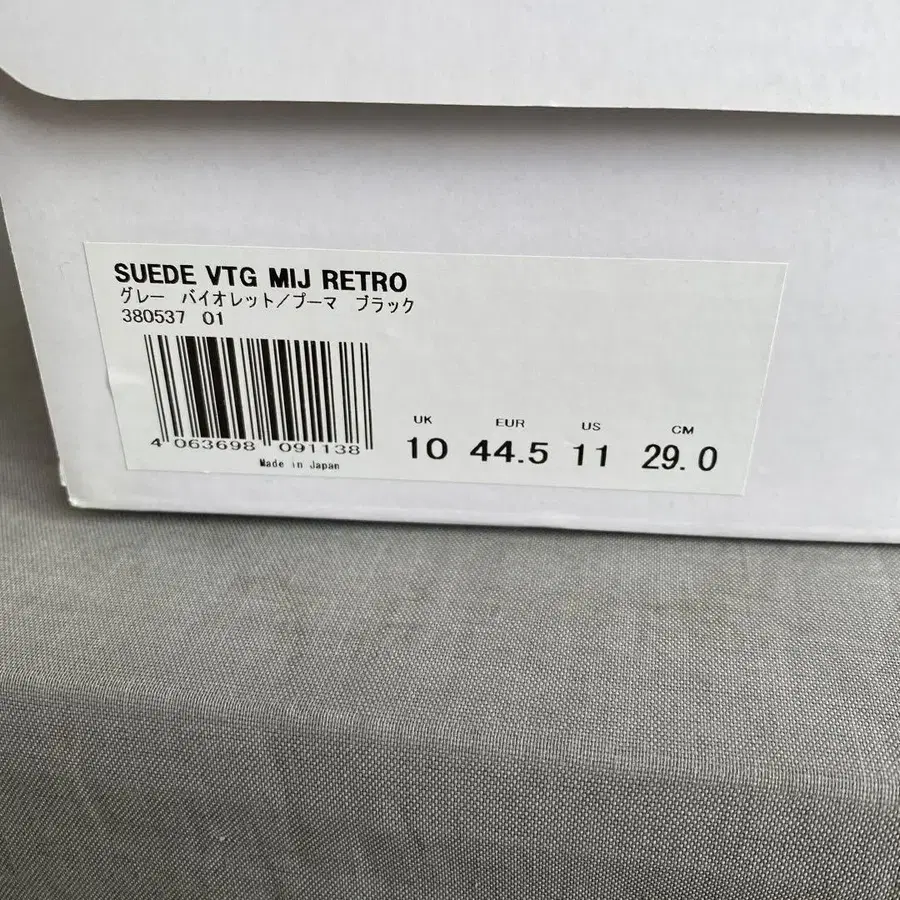 SUEDE VTG MIJ RETRO
グレー　バイオレット／プーマ　ブラック
380537 01
4 063698 091138
Made in Japan
UK EUR US CM
10 44.5 11 29.0